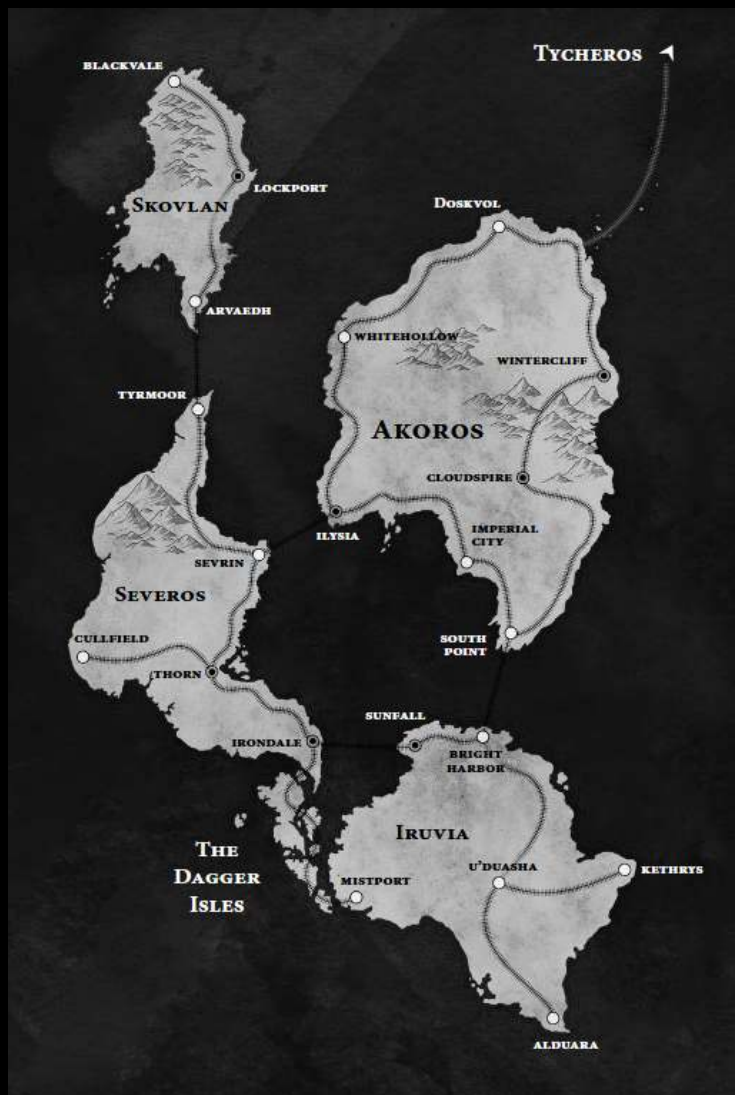 TYCHEROS
BLACKVALE
LOCKPORT
SKOVLAN
DOSKVOL
ARVAEDH
WHITEHOLLOW
WINTERCLIFF
TYRMOOR
AKOROS
CLOUDSPIRE
ILYSIA
IMPERIAL
CITY
SEVRIN
SEVEROS
CULLFIELD
SOUTH
POINT
THORN
SUNFALL
IRONDALE
BRIGHT
HARBOR
IRUVIA
THE
DAGGER
ISLES
U'DUASHA
KETHRYS
MISTPORT
ALDUARA